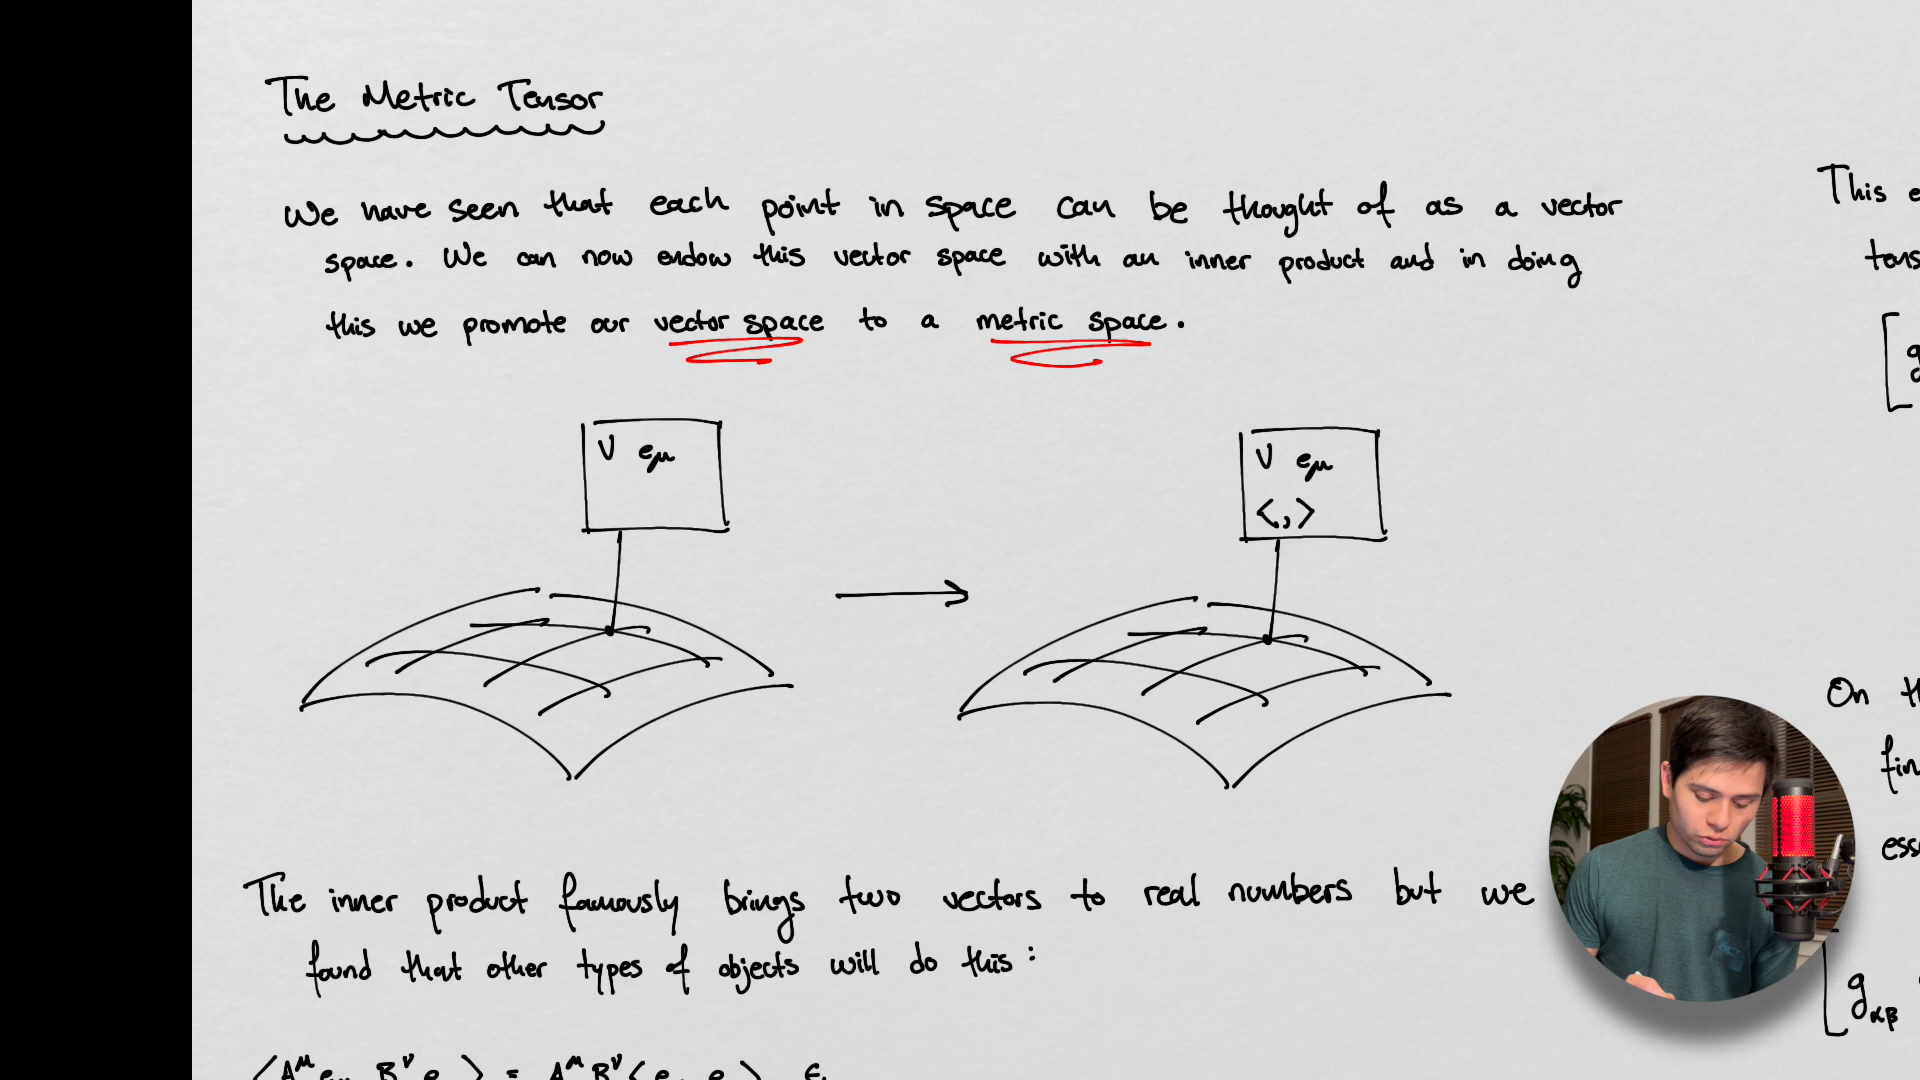 The Metric Tensor
We have seen that each point in space can be thought of as a vector
space. We can now endow this vector space with an inner product and in doing
this we promote our vector space to a metric space.
V eμ
V eμ
<,>
The inner product famously brings two vectors to real numbers but we
found that other types of objects will do this:
This
On
gαβ